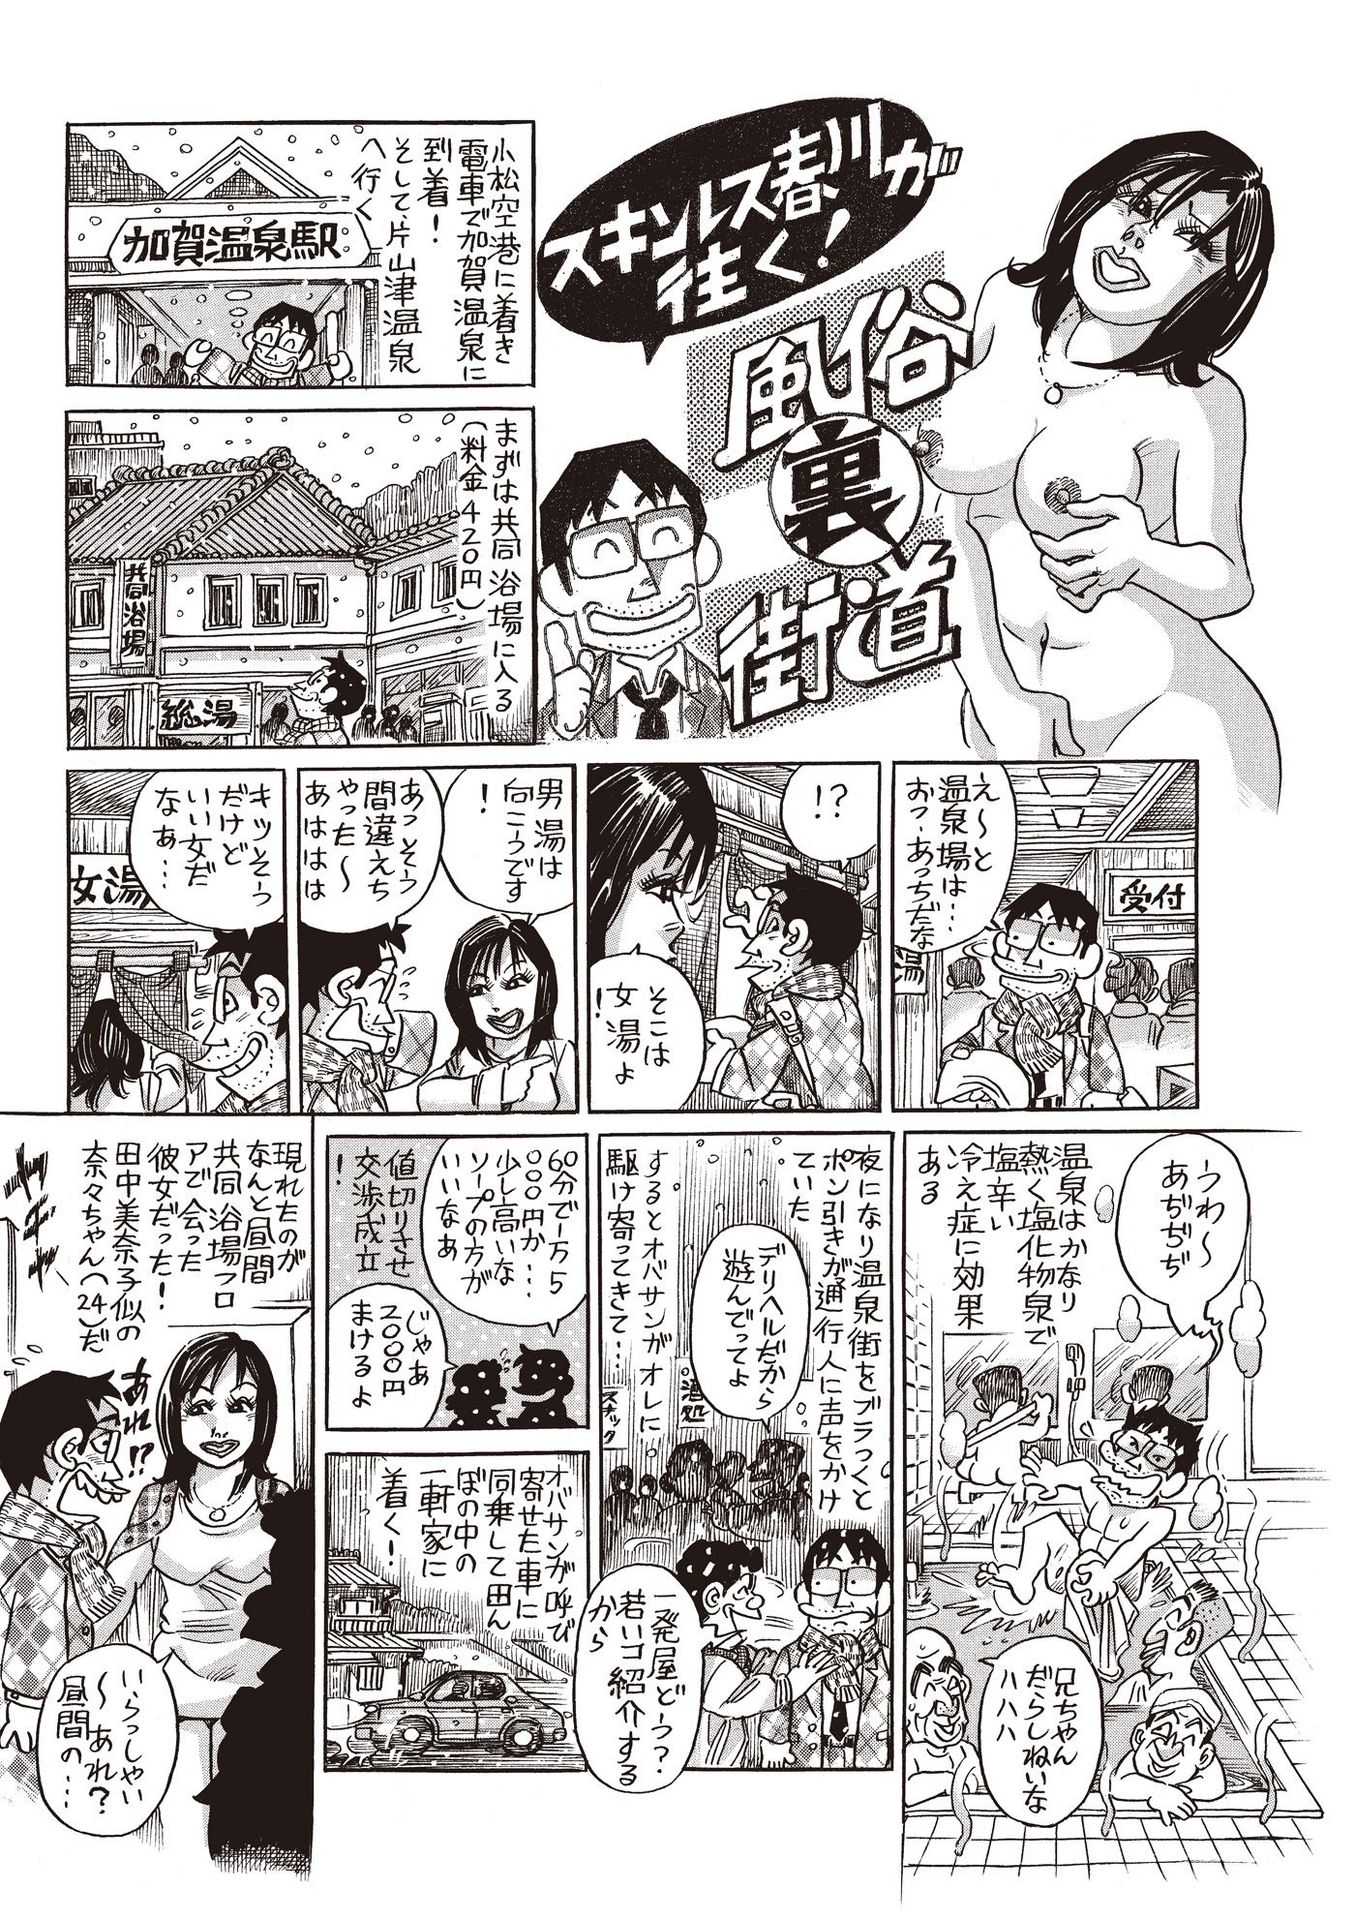 スキンレス春川が
往く!
風俗
裏
街道
小松空港に着き
電車で加賀温泉に
到着!
そして、片山津温泉
へ行く
加賀温泉駅
まずは共同浴場に入る
(料金420円)
共同浴場
総湯
え〜と
温泉場は…
おっ、あっちだな
受付
湯
!?
そこは
女湯よ
!
男湯は
向こうです
!
あっそう
間違えち
やった〜
あははは
キツそう
だけど
いい女だ
なぁ…
女湯
うわ〜
あぢぢぢ
温泉はかなり
熱く塩化物泉で
塩辛い
冷え症に効果
ある
兄ちゃん
だらしねいな
ハハハ
夜になり温泉街をブラつくと
ポン引きが通行人に声をかけ
ていた
デリヘルだから
遊んでってよ
するとオバサンがオレに
駆け寄ってきて…
湯処
スナック
一発屋どう?
若いコ紹介する
から
60分で一万5
000円か…
少し高いな
ソープの方が
いいなあ
じゃあ
2000円
まけるよ
値切りさせ
交渉成立
!
オバサンが呼び
寄せた車に
同乗して田ん
ぼの中の
一軒家に
着く!
現れたのが
なんと昼間
共同浴場フロ
アで会った
彼女だった!
田中美奈子似の
奈々ちゃん(24)だ
あれ!?
いらっしゃい
〜あれ?
昼間の…